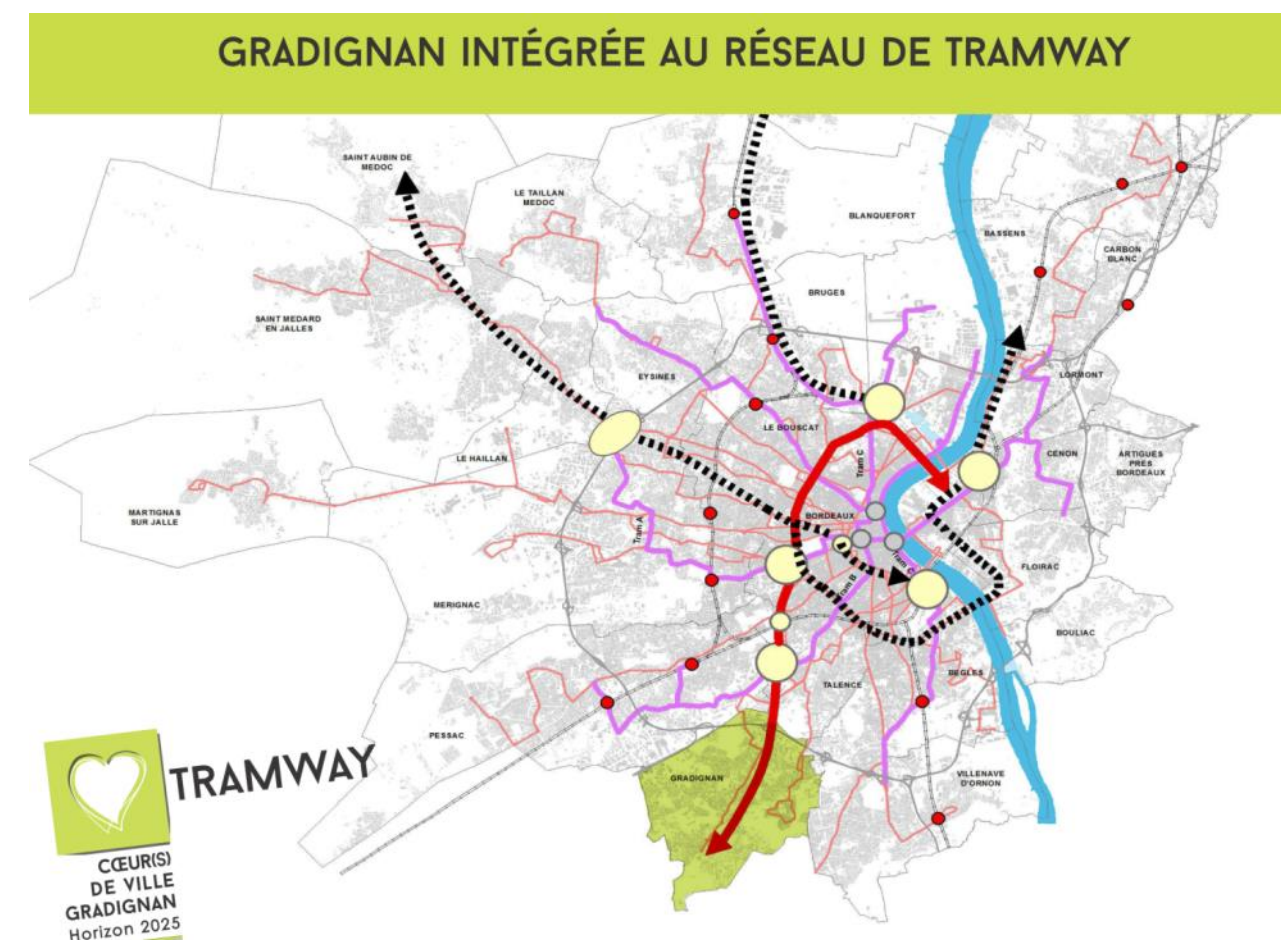 GRADIGNAN INTÉGRÉE AU RÉSEAU DE TRAMWAY
SAINT AUBIN DE
MEDOC
LE TAILLAN
MEDOC
BLANQUEFORT
BASSENS
CARBON
BLANC
BRUGES
SAINT MEDARD
EN JALLES
EYSINES
LORMONT
LE BOUSCAT
Tram C
CENON
ARTIGUES
PRES
BORDEAUX
LE HAILLAN
MARTIGNAS
SUR JALLE
Tram A
BORDEAUX
Tram C
Tram B
FLOIRAC
MERIGNAC
BOULIAC
BEGLES
TALENCE
PESSAC
GRADIGNAN
VILLENAVE
D'ORNON
TRAMWAY
CŒUR(S)
DE VILLE
GRADIGNAN
Horizon 2025